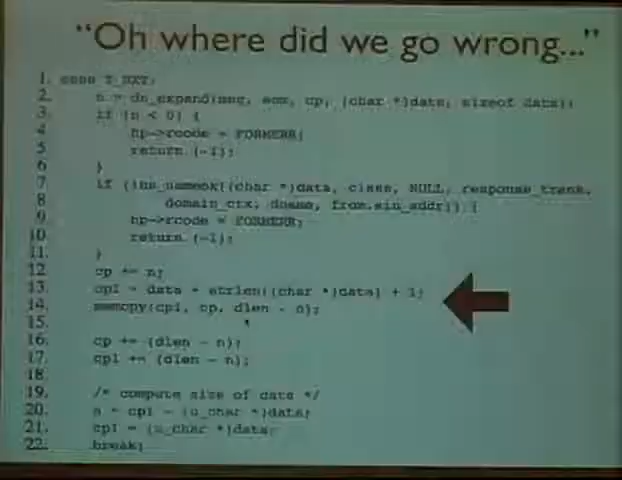 "Oh where did we go wrong..."
1. case T_NXT:
2. n = dn_expand(msg, eom, cp, (char *)data, sizeof data);
3. if (n < 0) {
4. hp->rcode = FORMERR;
5. return (-1);
6. }
7. if (!ns_nameok((char *)data, class, NULL, response_trans,
8. domain_ctx, dname, from.sin_addr)) {
9. hp->rcode = FORMERR;
10. return (-1);
11. }
12. cp += n;
13. cp1 = data + strlen((char *)data) + 1;
14. memcpy(cp1, cp, dlen - n);
15.
16. cp += (dlen - n);
17. cp1 += (dlen - n);
18.
19. /* compute size of data */
20. n = cp1 - (u_char *)data;
21. cp1 = (u_char *)data;
22. break;